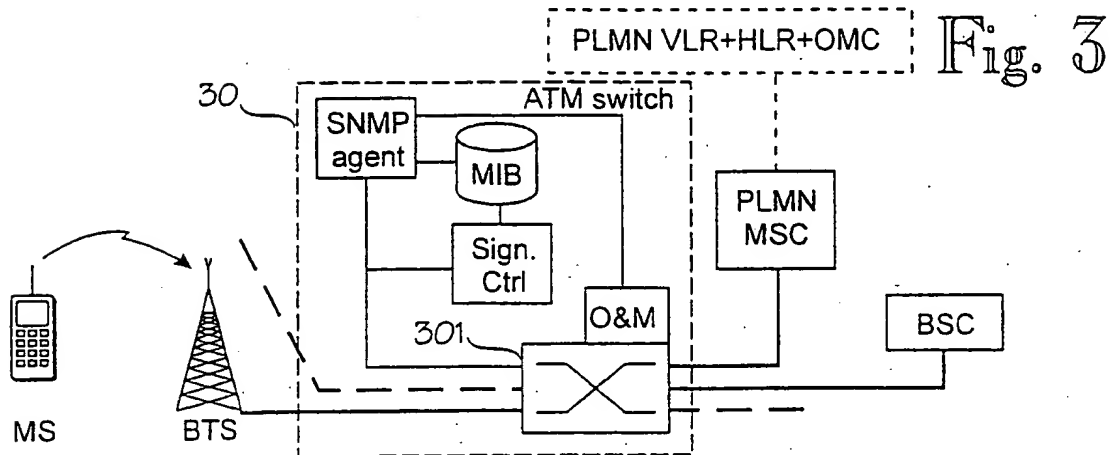 PLMN VLR+HLR+OMC
Fig. 3
30
ATM switch
SNMP
agent
MIB
PLMN
MSC
Sign.
Ctrl
O&M
BSC
301
MS
BTS